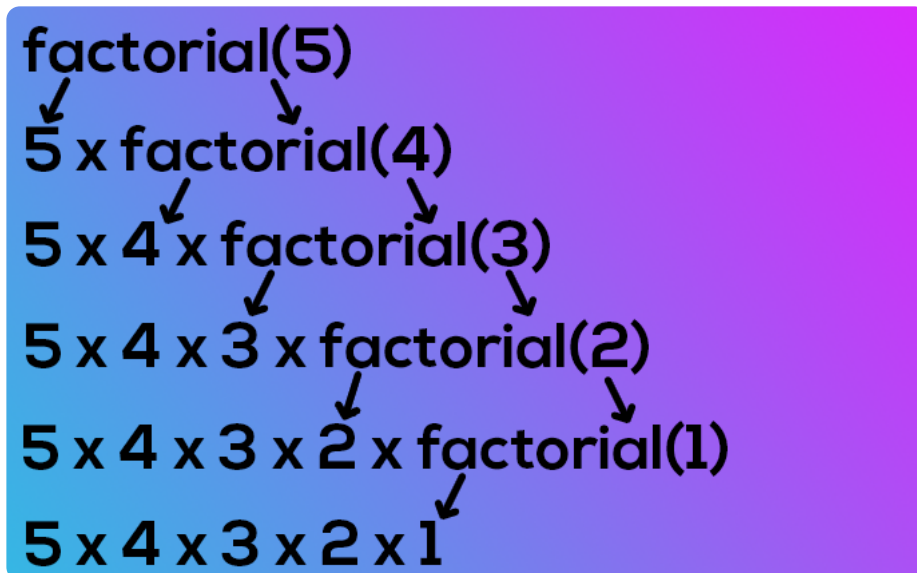 factorial(5)
5 x factorial(4)
5 x 4 x factorial(3)
5 x 4 x 3 x factorial(2)
5 x 4 x 3 x 2 x factorial(1)
5 x 4 x 3 x 2 x 1